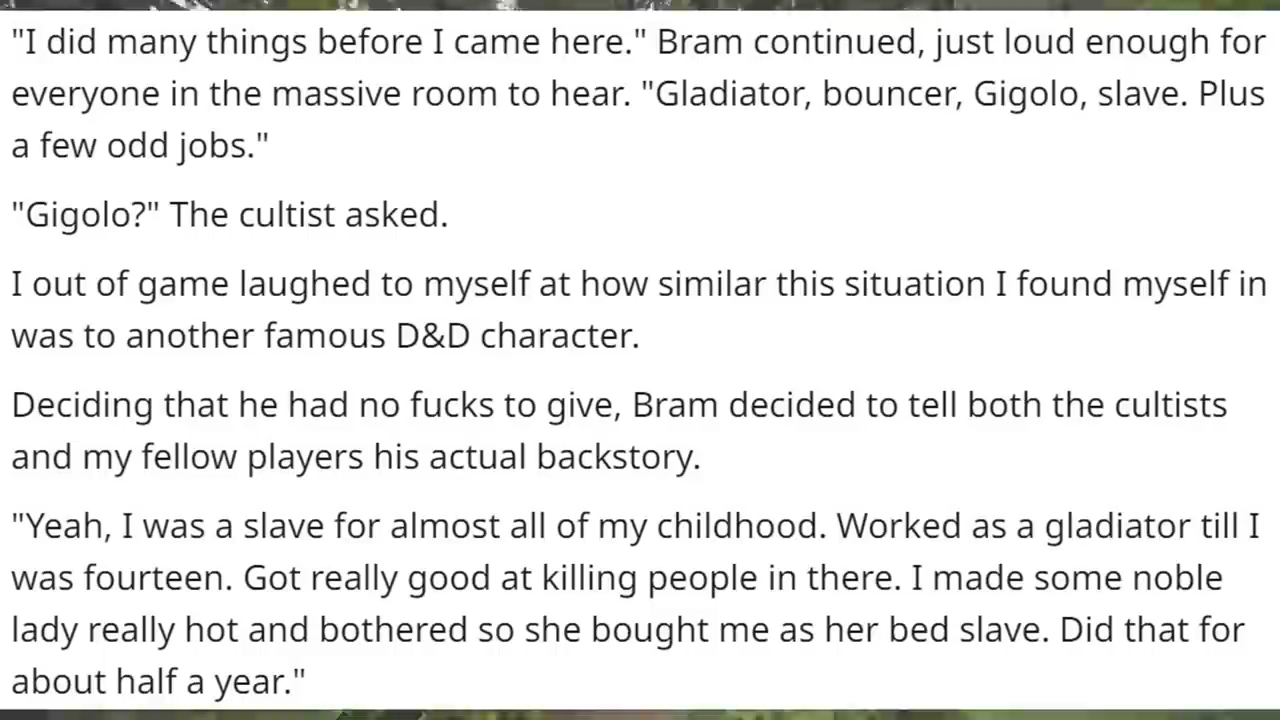 "I did many things before I came here." Bram continued, just loud enough for
everyone in the massive room to hear. "Gladiator, bouncer, Gigolo, slave. Plus
a few odd jobs."
"Gigolo?" The cultist asked.
I out of game laughed to myself at how similar this situation I found myself in
was to another famous D&D character.
Deciding that he had no fucks to give, Bram decided to tell both the cultists
and my fellow players his actual backstory.
"Yeah, I was a slave for almost all of my childhood. Worked as a gladiator till I
was fourteen. Got really good at killing people in there. I made some noble
lady really hot and bothered so she bought me as her bed slave. Did that for
about half a year."